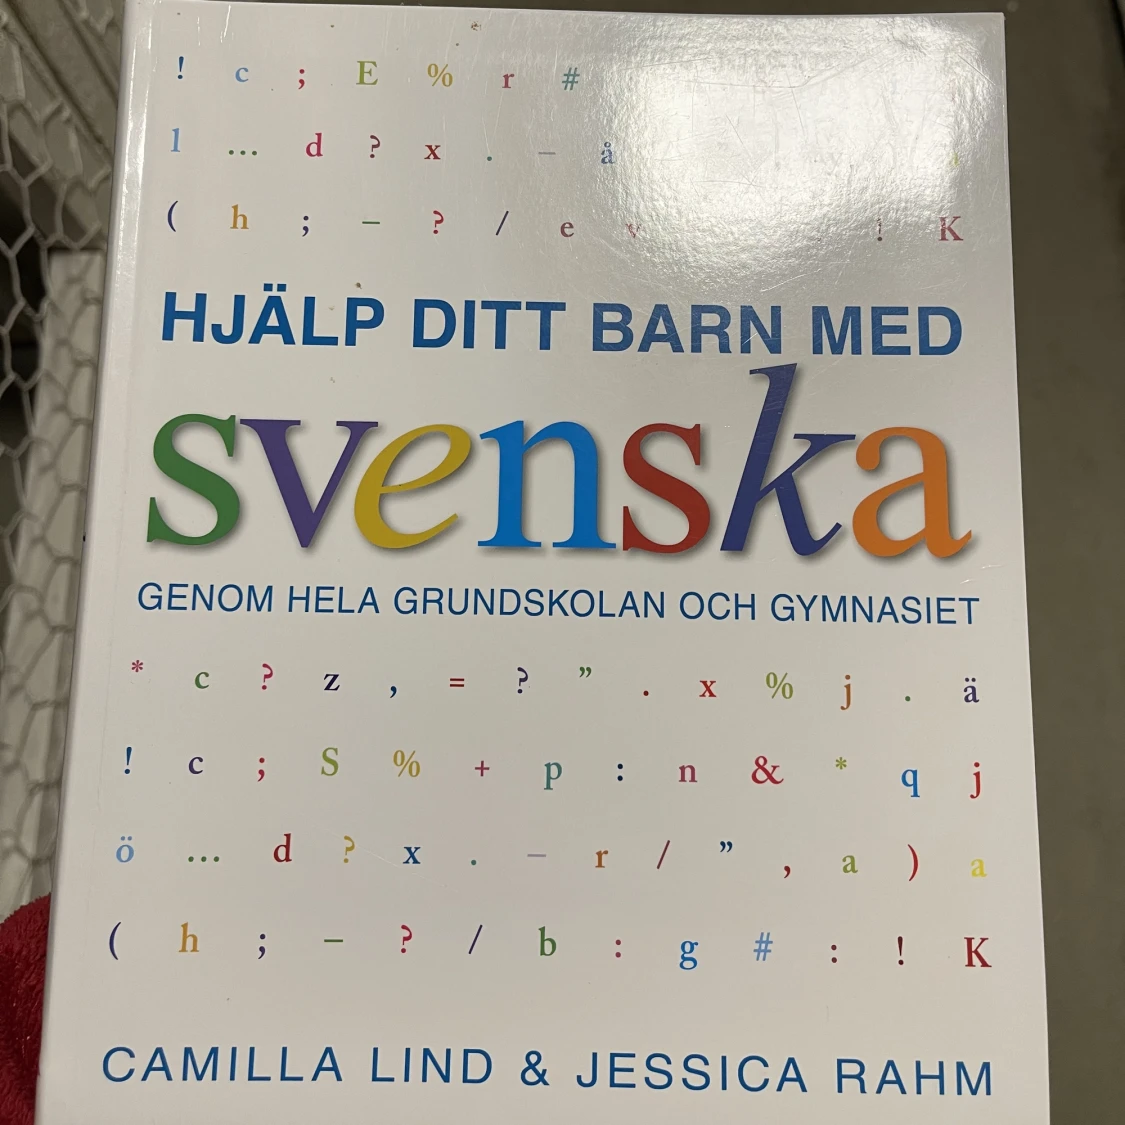 ! c ; E % r #
l ... d ? x . – å
( h ; – ? / e v ! K
HJÄLP DITT BARN MED
svenska
GENOM HELA GRUNDSKOLAN OCH GYMNASIET
* c ? z , = ? ” . x % j . ä
! c ; S % + p : n & * q j
ö ... d ? x . – r / ” , a ) a
( h ; – ? / b : g # : ! K
CAMILLA LIND & JESSICA RAHM